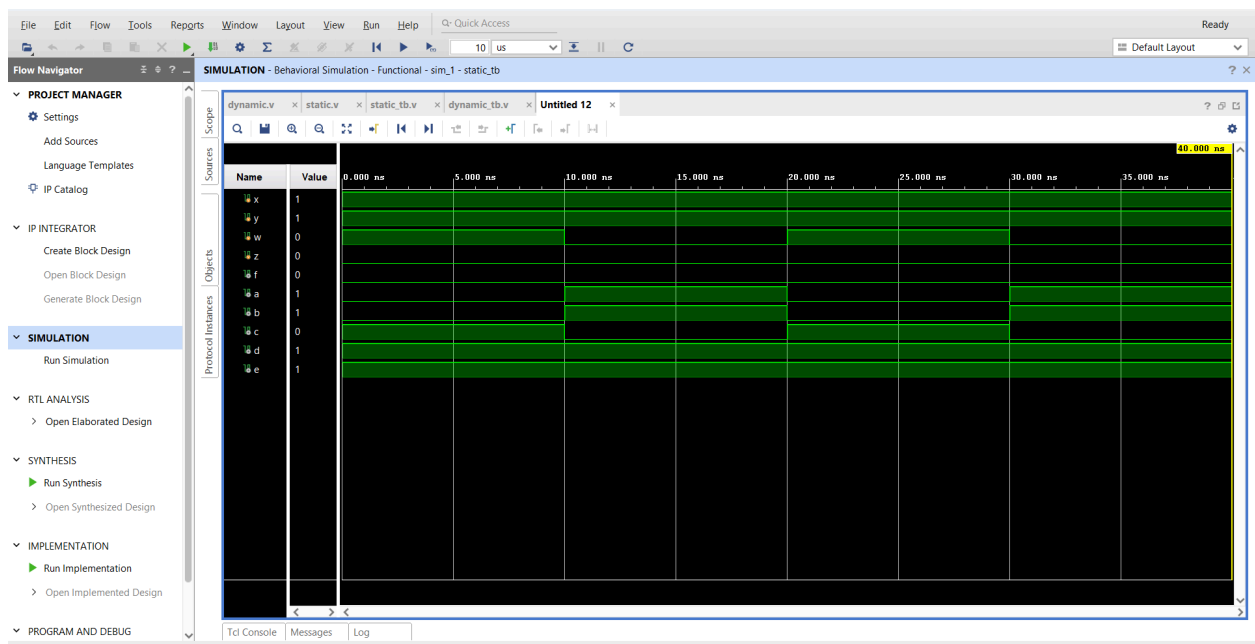 File Edit Flow Tools Reports Window Layout View Run Help Q- Quick Access Ready
10 us Default Layout
Flow Navigator ? SIMULATION - Behavioral Simulation - Functional - sim_1 - static_tb ? ×
PROJECT MANAGER
Settings
Add Sources
Language Templates
IP Catalog
IP INTEGRATOR
Create Block Design
Open Block Design
Generate Block Design
SIMULATION
Run Simulation
RTL ANALYSIS
Open Elaborated Design
SYNTHESIS
Run Synthesis
Open Synthesized Design
IMPLEMENTATION
Run Implementation
Open Implemented Design
PROGRAM AND DEBUG
Scope
Sources
Objects
Protocol Instances
dynamic.v × static.v × static_tb.v × dynamic_tb.v × Untitled 12 × ?
40.000 ns
Name Value 0.000 ns 5.000 ns 10.000 ns 15.000 ns 20.000 ns 25.000 ns 30.000 ns 35.000 ns
x 1
y 1
w 0
z 0
f 0
a 1
b 1
c 0
d 1
e 1
Tcl Console Messages Log